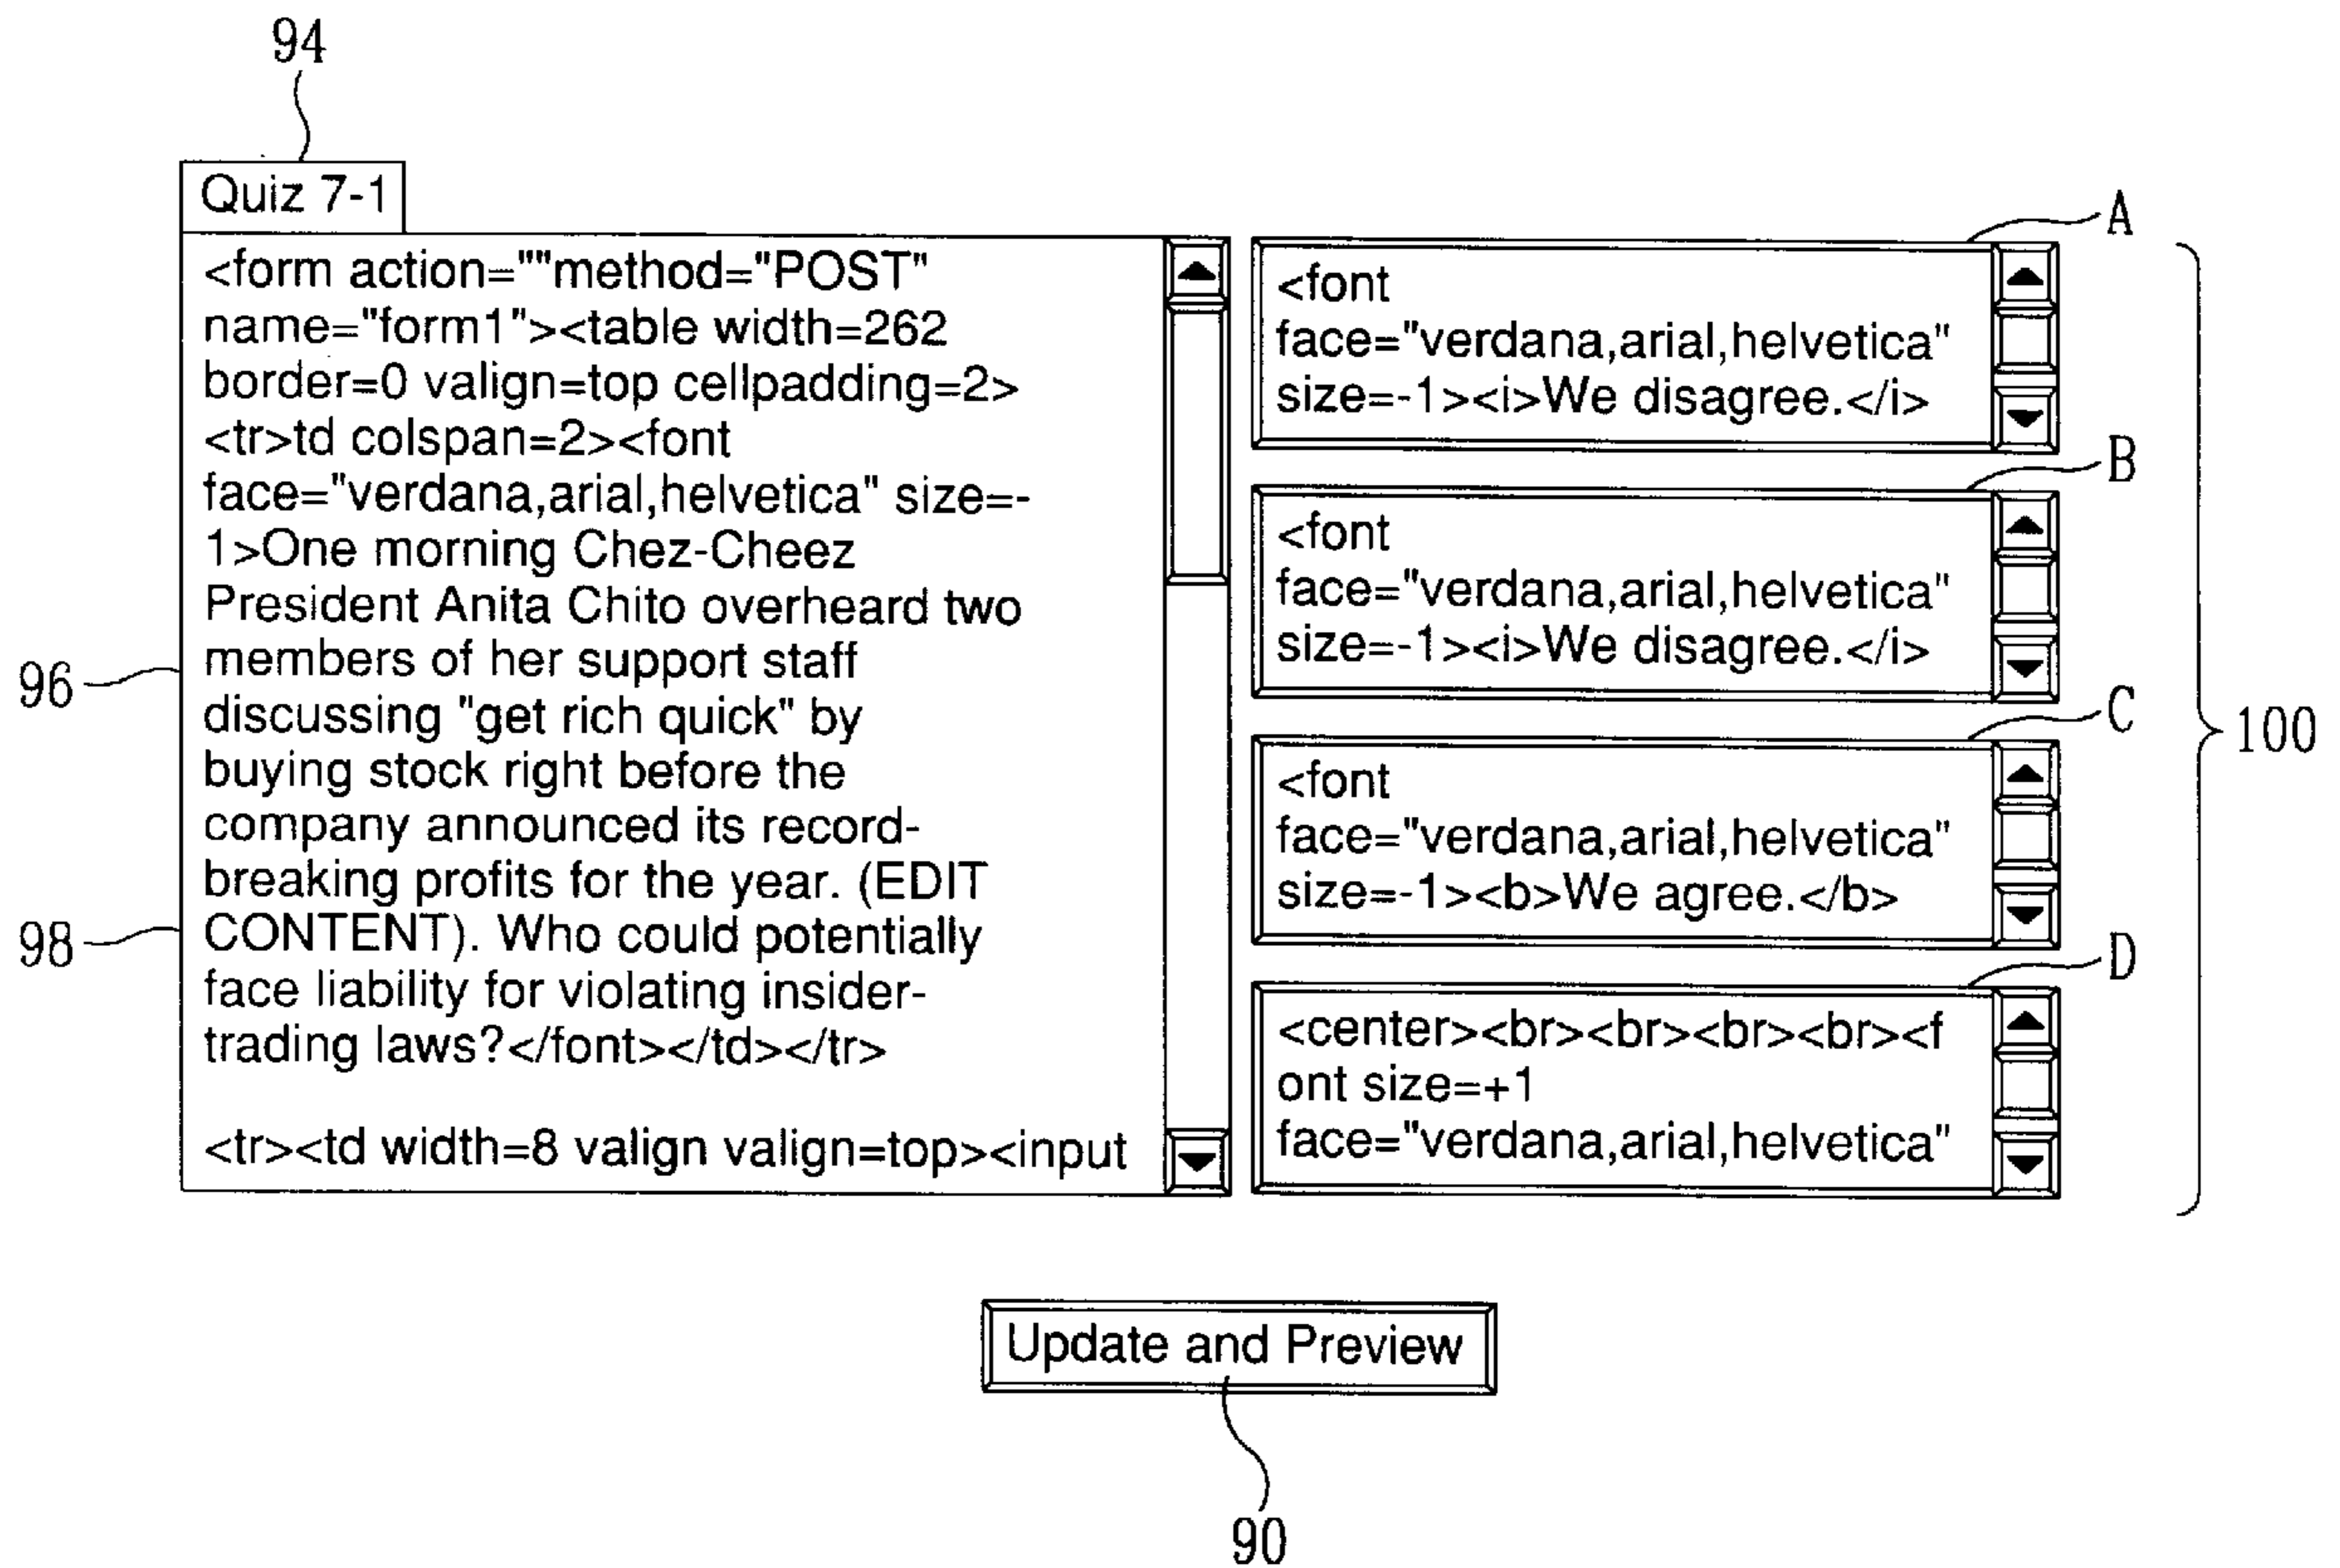 94
Quiz 7-1
<form action=""method="POST"
name="form1"><table width=262
border=0 valign=top cellpadding=2>
<tr>td colspan=2><font
face="verdana,arial,helvetica" size=-
1>One morning Chez-Cheez
President Anita Chito overheard two
members of her support staff
discussing "get rich quick" by
buying stock right before the
company announced its record-
breaking profits for the year. (EDIT
CONTENT). Who could potentially
face liability for violating insider-
trading laws?</font></td></tr>
<tr><td width=8 valign valign=top><input
96
98
A
<font
face="verdana,arial,helvetica"
size=-1><i>We disagree.</i>
B
<font
face="verdana,arial,helvetica"
size=-1><i>We disagree.</i>
C
<font
face="verdana,arial,helvetica"
size=-1><b>We agree.</b>
D
<center><br><br><br><br><f
ont size=+1
face="verdana,arial,helvetica"
100
Update and Preview
90